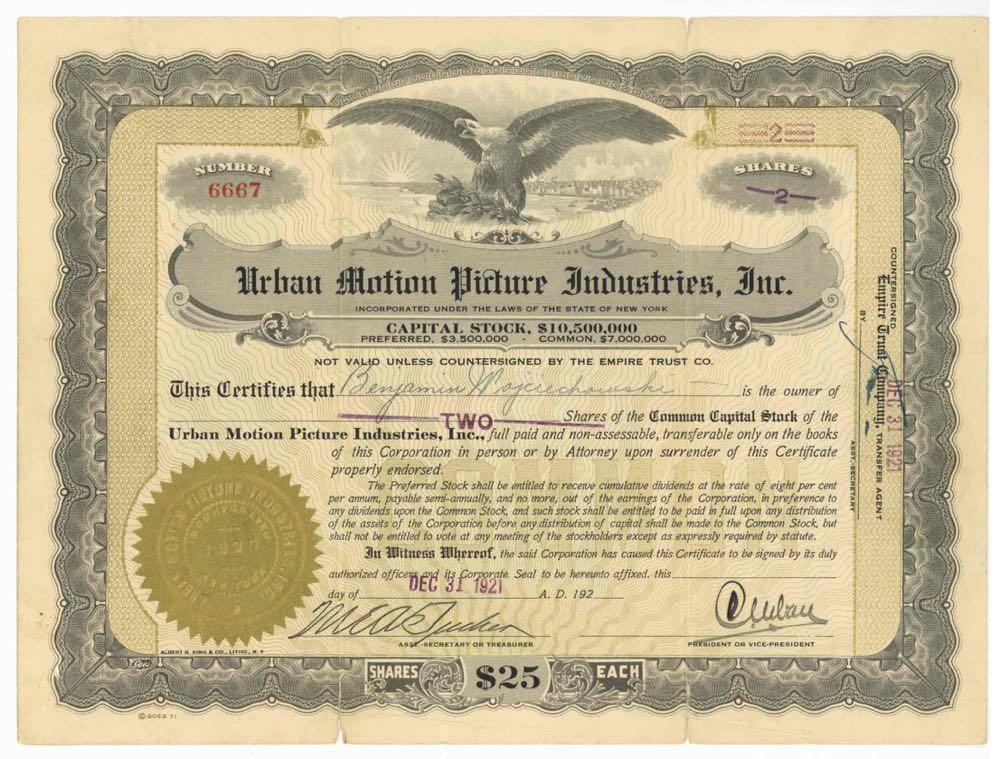 NUMBER
6667
2
SHARES
2
Urban Motion Picture Industries, Inc.
INCORPORATED UNDER THE LAWS OF THE STATE OF NEW YORK
CAPITAL STOCK, $10,500,000
PREFERRED, $3,500,000 - COMMON, $7,000,000
NOT VALID UNLESS COUNTERSIGNED BY THE EMPIRE TRUST CO.
This Certifies that Benjamin Wojciechowski is the owner of
TWO Shares of the Common Capital Stock of the
Urban Motion Picture Industries, Inc., full paid and non-assessable, transferable only on the books
of this Corporation in person or by Attorney upon surrender of this Certificate
properly endorsed.
The Preferred Stock shall be entitled to receive cumulative dividends at the rate of eight per cent
per annum, payable semi-annually, and no more, out of the earnings of the Corporation, in preference to
any dividends upon the Common Stock, and such stock shall be entitled to be paid in full upon any distribution
of the assets of the Corporation before any distribution of capital shall be made to the Common Stock, but
shall not be entitled to vote at any meeting of the stockholders except as expressly required by statute.
In Witness Whereof, the said Corporation has caused this Certificate to be signed by its duly
authorized officers and its Corporate Seal to be hereunto affixed, this
day of DEC 31 1921 A. D. 192
ASST.-SECRETARY OR TREASURER
C Urban
PRESIDENT OR VICE-PRESIDENT
ALBERT B. KING & CO., LITHO., N.Y.
SHARES $25 EACH
© GOES 31
COUNTERSIGNED
Empire Trust Company, TRANSFER AGENT
BY
ASST.-SECRETARY
DEC 31 1921